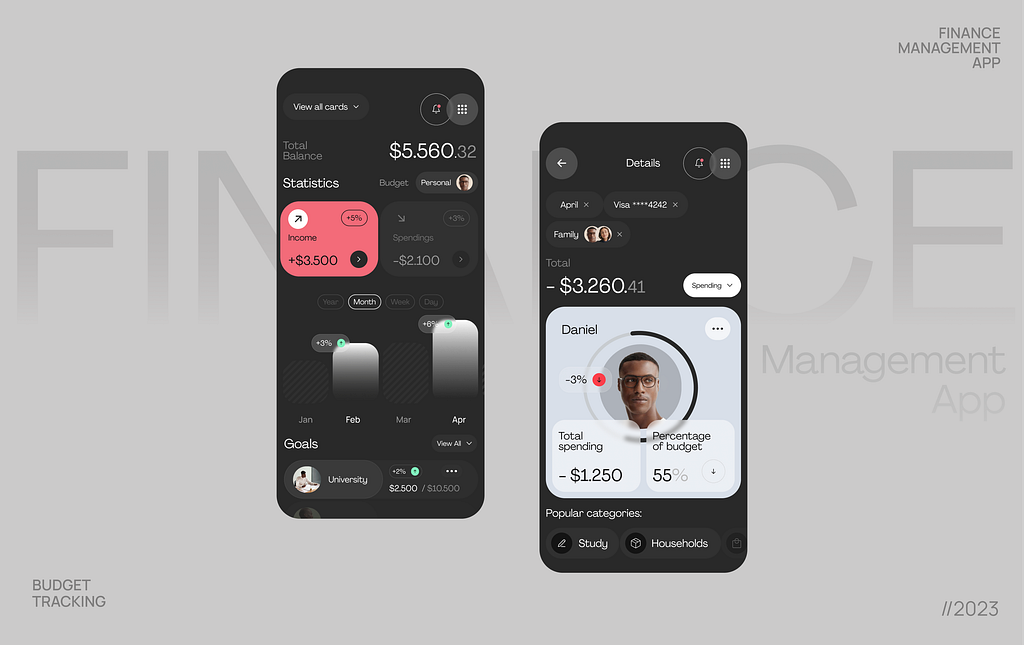 FINANCE
MANAGEMENT
APP
FINANCE
Management
App
View all cards
Total
Balance
$5.560.32
Statistics
Budget
Personal
+5%
Income
+$3.500
+3%
Spendings
-$2.100
Year
Month
Week
Day
+6%
+3%
Jan
Feb
Mar
Apr
Goals
View All
University
+2%
$2.500 / $10.500
Details
April ×
Visa ****4242 ×
Family ×
Total
- $3.260.41
Spending
Daniel
-3%
Total
spending
- $1.250
Percentage
of budget
55%
Popular categories:
Study
Households
BUDGET
TRACKING
//2023